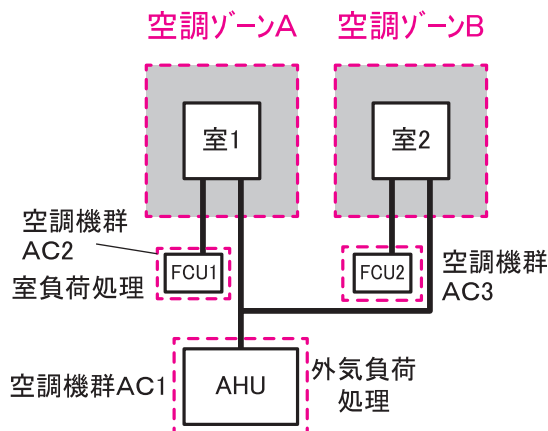 空調ゾーンA
空調ゾーンB
室1
室2
空調機群
AC2
室負荷処理
FCU1
FCU2
空調機群
AC3
空調機群AC1
AHU
外気負荷
処理